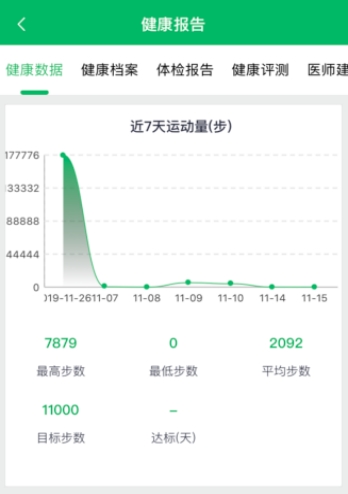 健康报告
健康数据 健康档案 体检报告 健康评测 医师建
近7天运动量(步)
177776
133332
88888
44444
0
019-11-26 11-07 11-08 11-09 11-10 11-14 11-15
7879 0 2092
最高步数 最低步数 平均步数
11000 –
目标步数 达标(天)